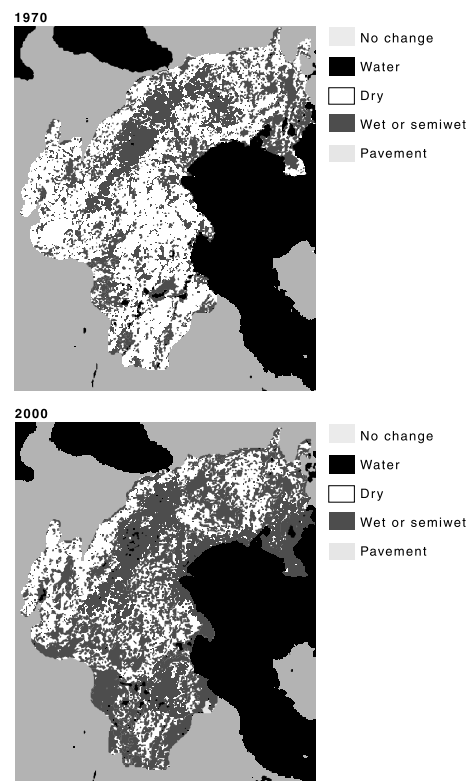 1970
No change
Water
Dry
Wet or semiwet
Pavement
2000
No change
Water
Dry
Wet or semiwet
Pavement